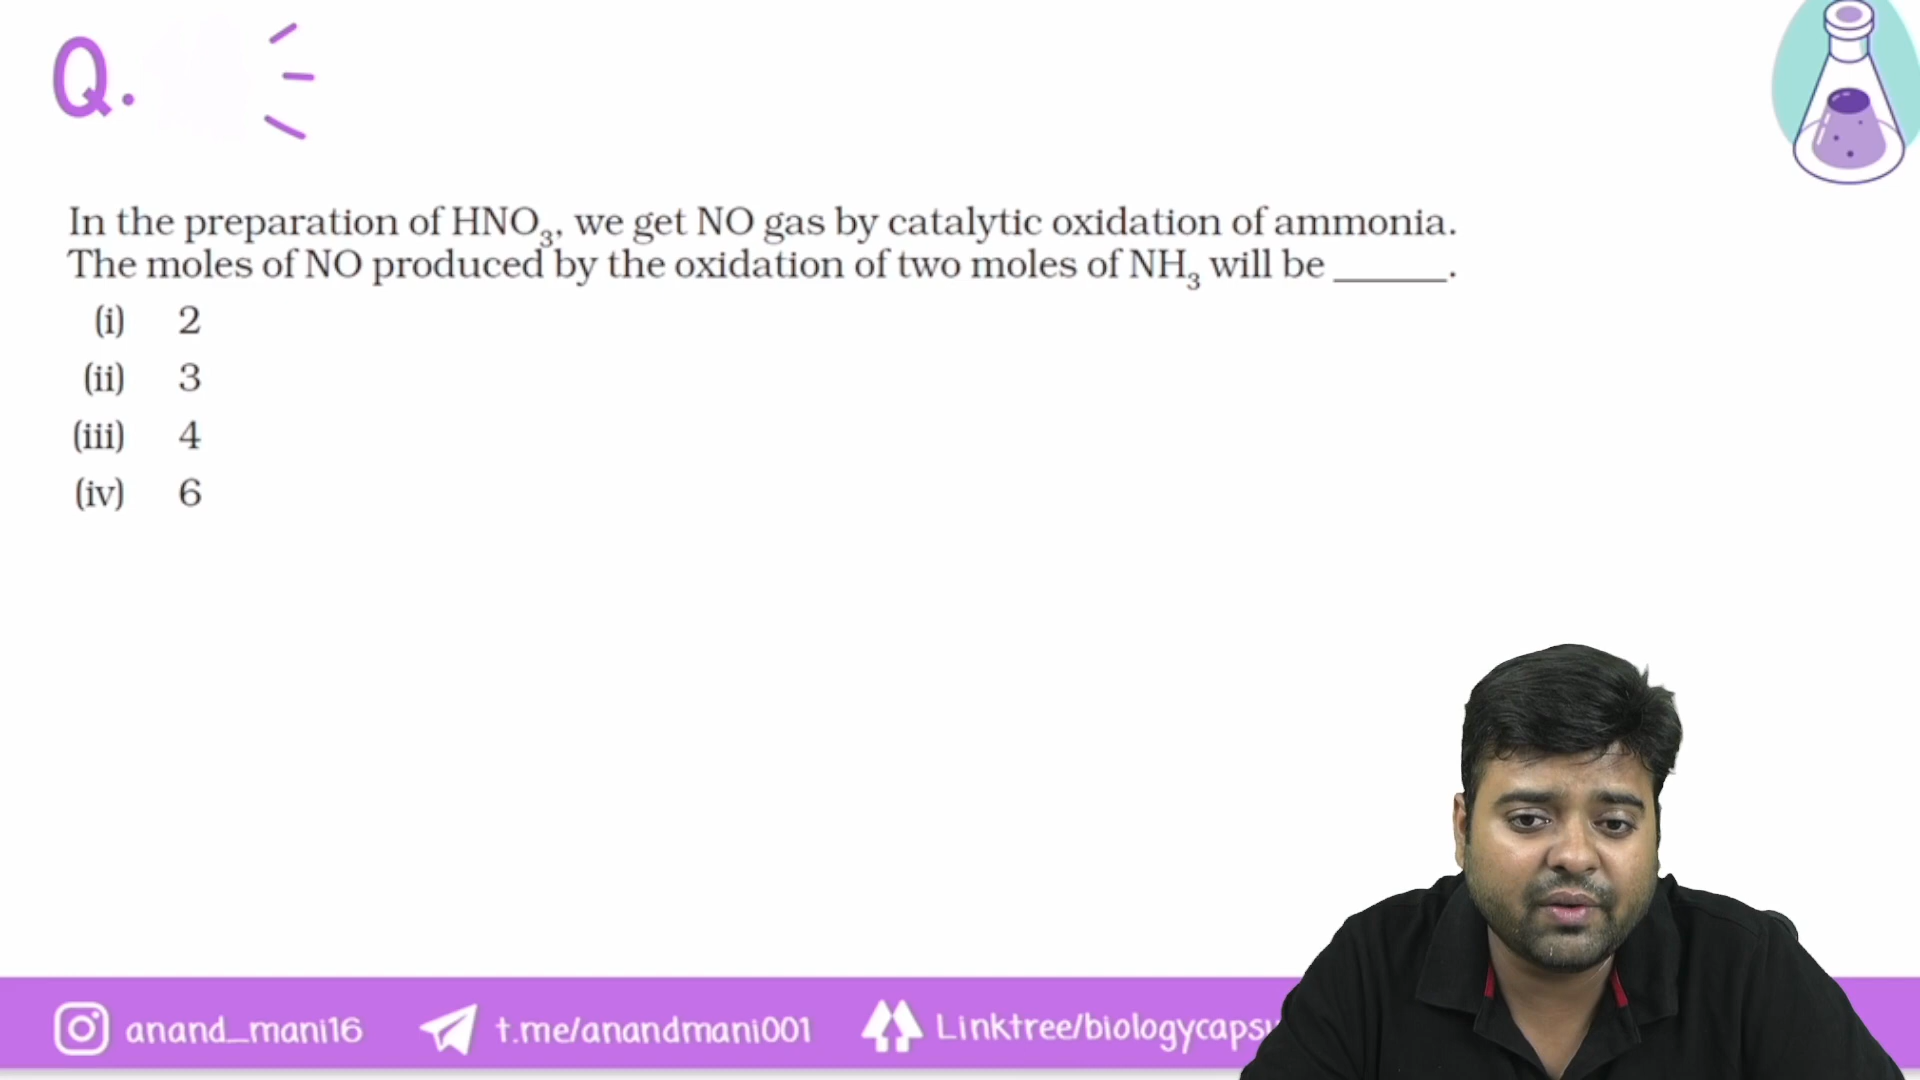 Q.
In the preparation of HNO₃, we get NO gas by catalytic oxidation of ammonia.
The moles of NO produced by the oxidation of two moles of NH₃ will be ______.
(i) 2
(ii) 3
(iii) 4
(iv) 6
anand_mani16 t.me/anandmani001 Linktree/biologycapsu